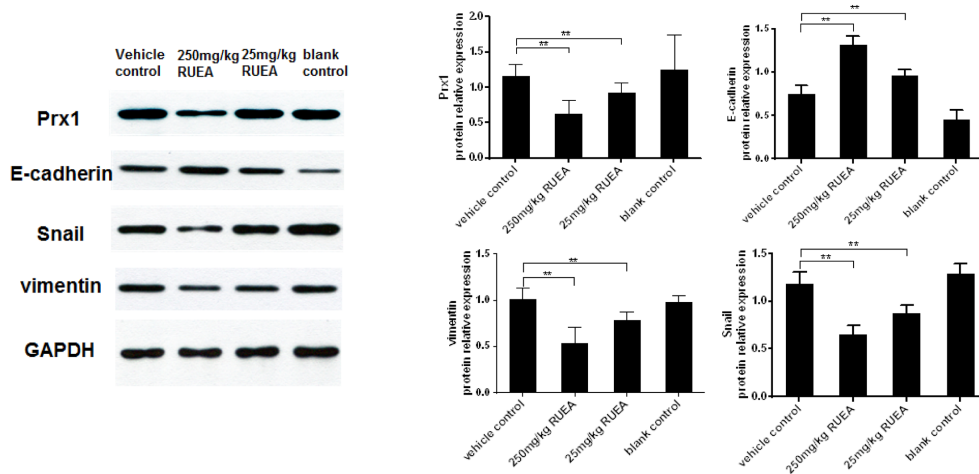 Vehicle control
250mg/kg RUEA
25mg/kg RUEA
blank control
Prx1
E-cadherin
Snail
vimentin
GAPDH
Prx1
protein relative expression
2.0
1.5
1.0
0.5
0.0
**
**
vehicle control
250mg/kg RUEA
25mg/kg RUEA
blank control
E-cadherin
protein relative expression
1.5
1.0
0.5
0.0
**
**
vehicle control
250mg/kg RUEA
25mg/kg RUEA
blank control
vimentin
protein relative expression
1.5
1.0
0.5
0.0
**
**
vehicle control
250mg/kg RUEA
25mg/kg RUEA
blank control
Snail
protein relative expression
1.5
1.0
0.5
0.0
**
**
vehicle control
250mg/kg RUEA
25mg/kg RUEA
blank control